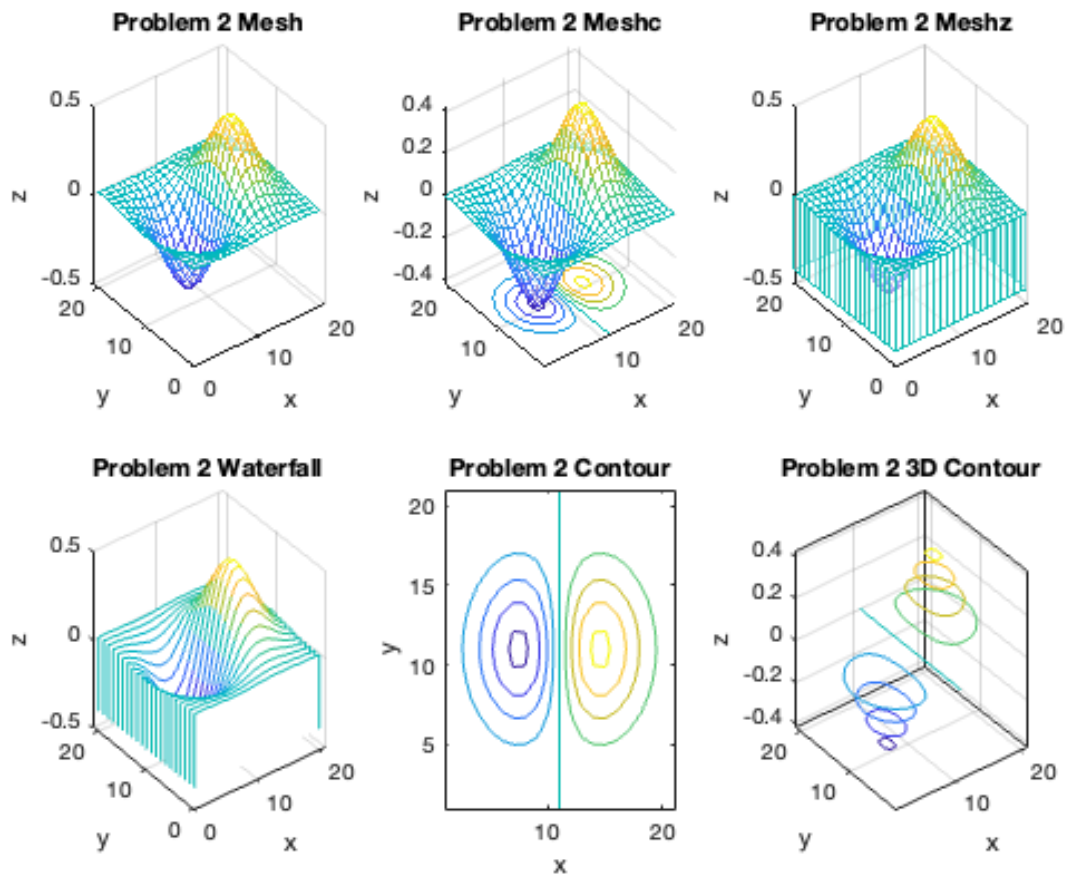 Problem 2 Mesh
0.5
0
-0.5
z
20
10
0
y
0
10
20
x
Problem 2 Meshc
0.4
0.2
0
-0.2
-0.4
z
20
10
y
10
20
x
Problem 2 Meshz
0.5
0
-0.5
z
20
10
0
y
0
10
20
x
Problem 2 Waterfall
0.5
0
-0.5
z
20
10
0
y
0
10
20
x
Problem 2 Contour
20
15
10
5
y
10
20
x
Problem 2 3D Contour
0.4
0.2
0
-0.2
-0.4
z
20
10
y
10
20
x